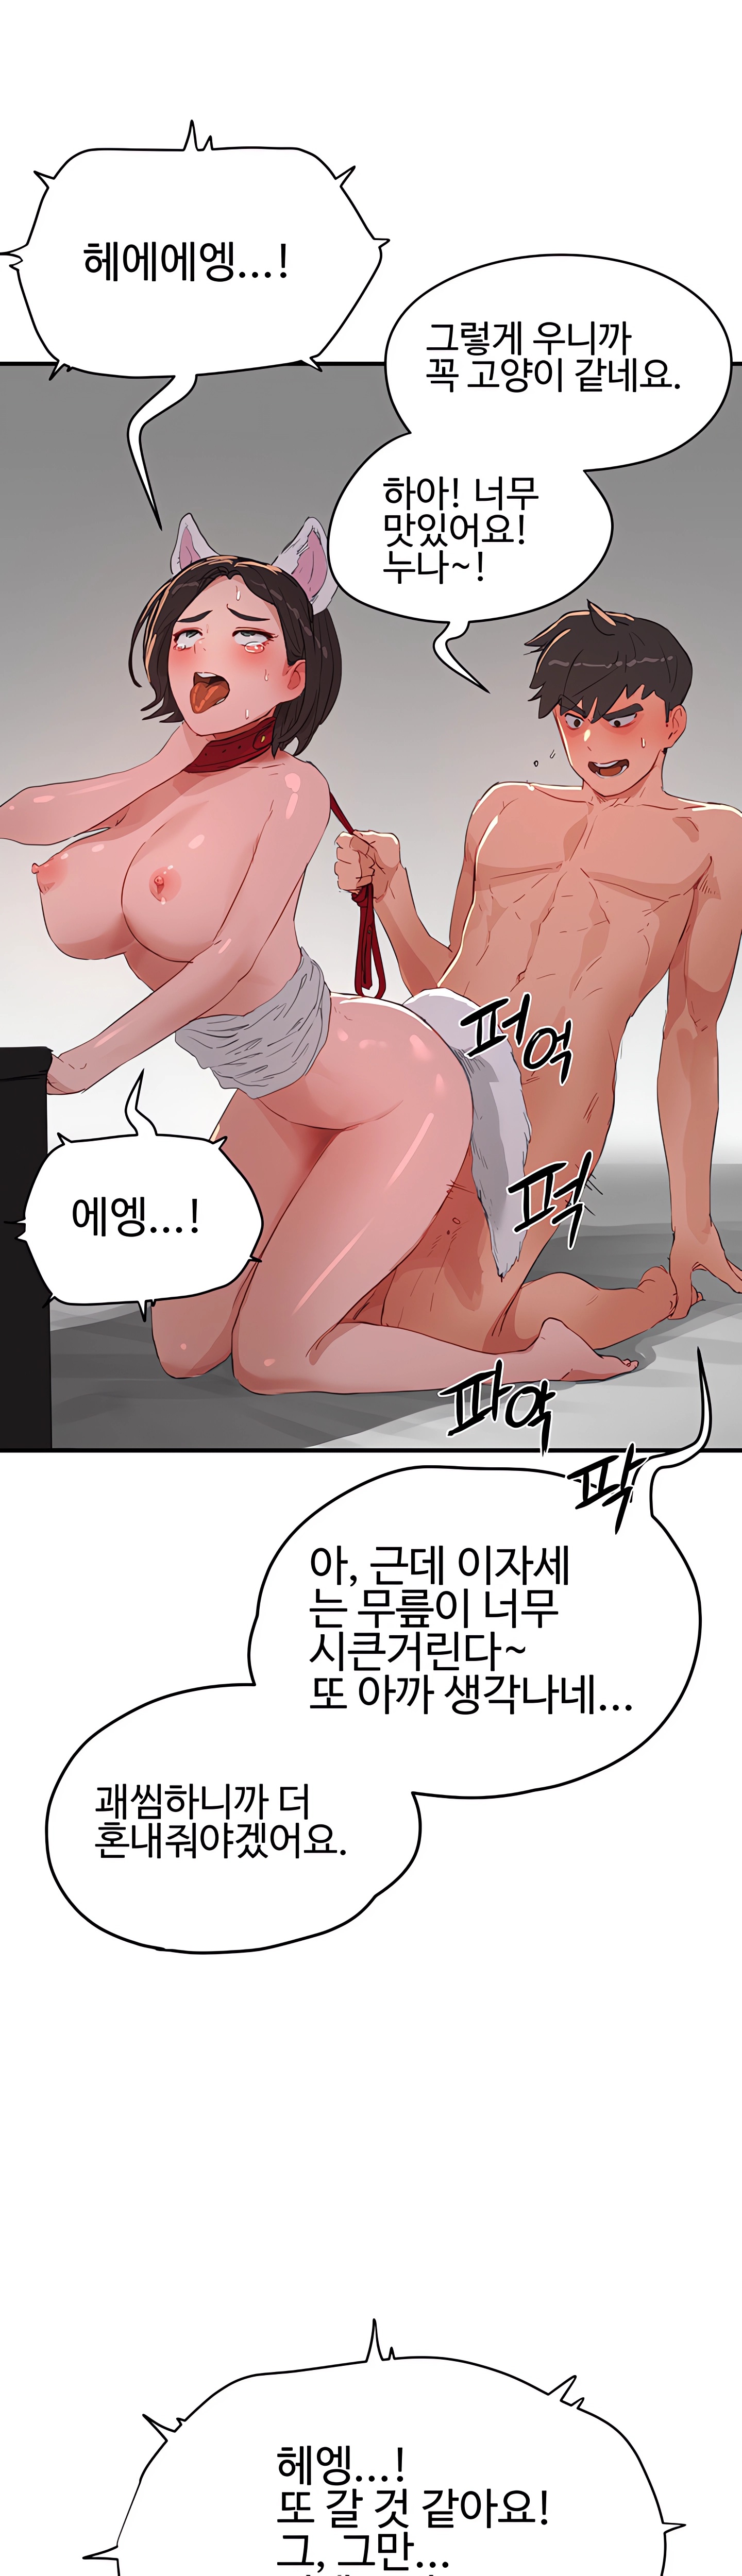 헤에에엥...!
그렇게 우니까
꼭 고양이 같네요.
하아! 너무
맛있어요!
누나~!
퍼억
에엥...!
퍽
파악
팍
아, 근데 이자세
는 무릎이 너무
시큰거린다~
또 아까 생각나네...
괘씸하니까 더
혼내줘야겠어요.
헤엥...!
또 갈 것 같아요!
그, 그만...